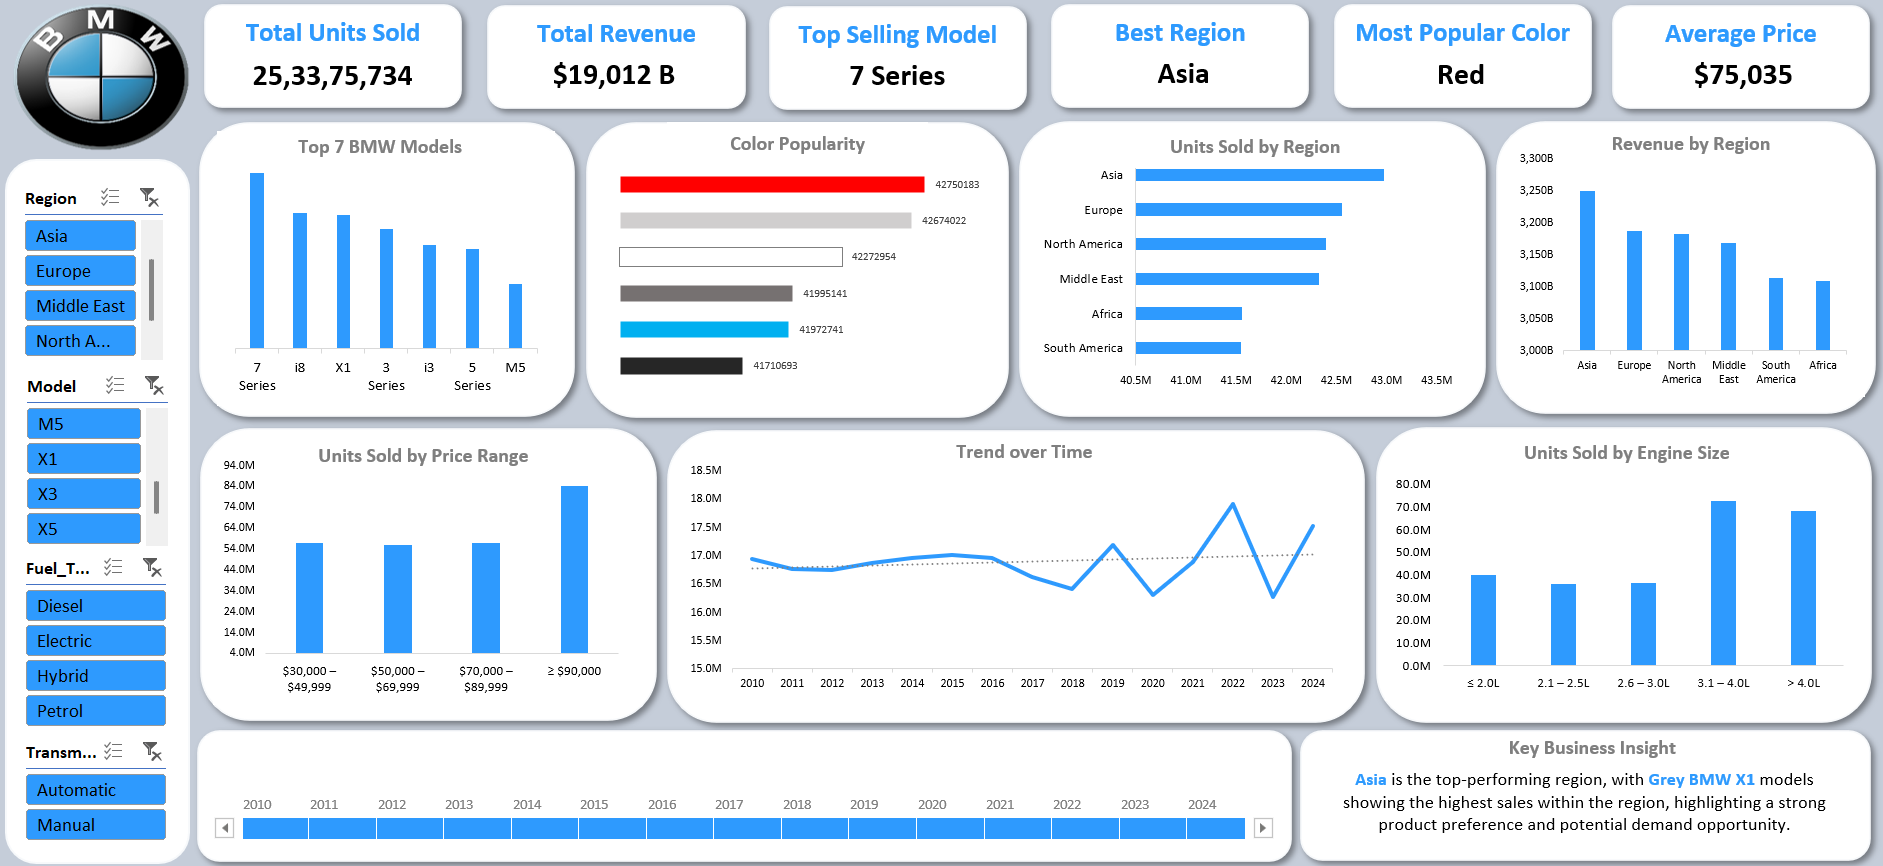 BMW
Total Units Sold
25,33,75,734
Total Revenue
$19,012 B
Top Selling Model
7 Series
Best Region
Asia
Most Popular Color
Red
Average Price
$75,035
Region
Asia
Europe
Middle East
North A...
Model
M5
X1
X3
X5
Fuel_T...
Diesel
Electric
Hybrid
Petrol
Transm...
Automatic
Manual
Top 7 BMW Models
7 Series
i8
X1
3 Series
i3
5 Series
M5
Color Popularity
42750183
42674022
42272954
41995141
41972741
41710693
Units Sold by Region
Asia
Europe
North America
Middle East
Africa
South America
40.5M 41.0M 41.5M 42.0M 42.5M 43.0M 43.5M
Revenue by Region
3,300B
3,250B
3,200B
3,150B
3,100B
3,050B
3,000B
Asia
Europe
North America
Middle East
South America
Africa
Units Sold by Price Range
94.0M
84.0M
74.0M
64.0M
54.0M
44.0M
34.0M
24.0M
14.0M
4.0M
$30,000 – $49,999
$50,000 – $69,999
$70,000 – $89,999
≥ $90,000
Trend over Time
18.5M
18.0M
17.5M
17.0M
16.5M
16.0M
15.5M
15.0M
2010 2011 2012 2013 2014 2015 2016 2017 2018 2019 2020 2021 2022 2023 2024
Units Sold by Engine Size
80.0M
70.0M
60.0M
50.0M
40.0M
30.0M
20.0M
10.0M
0.0M
≤ 2.0L
2.1 – 2.5L
2.6 – 3.0L
3.1 – 4.0L
> 4.0L
2010 2011 2012 2013 2014 2015 2016 2017 2018 2019 2020 2021 2022 2023 2024
Key Business Insight
Asia is the top-performing region, with Grey BMW X1 models
showing the highest sales within the region, highlighting a strong
product preference and potential demand opportunity.